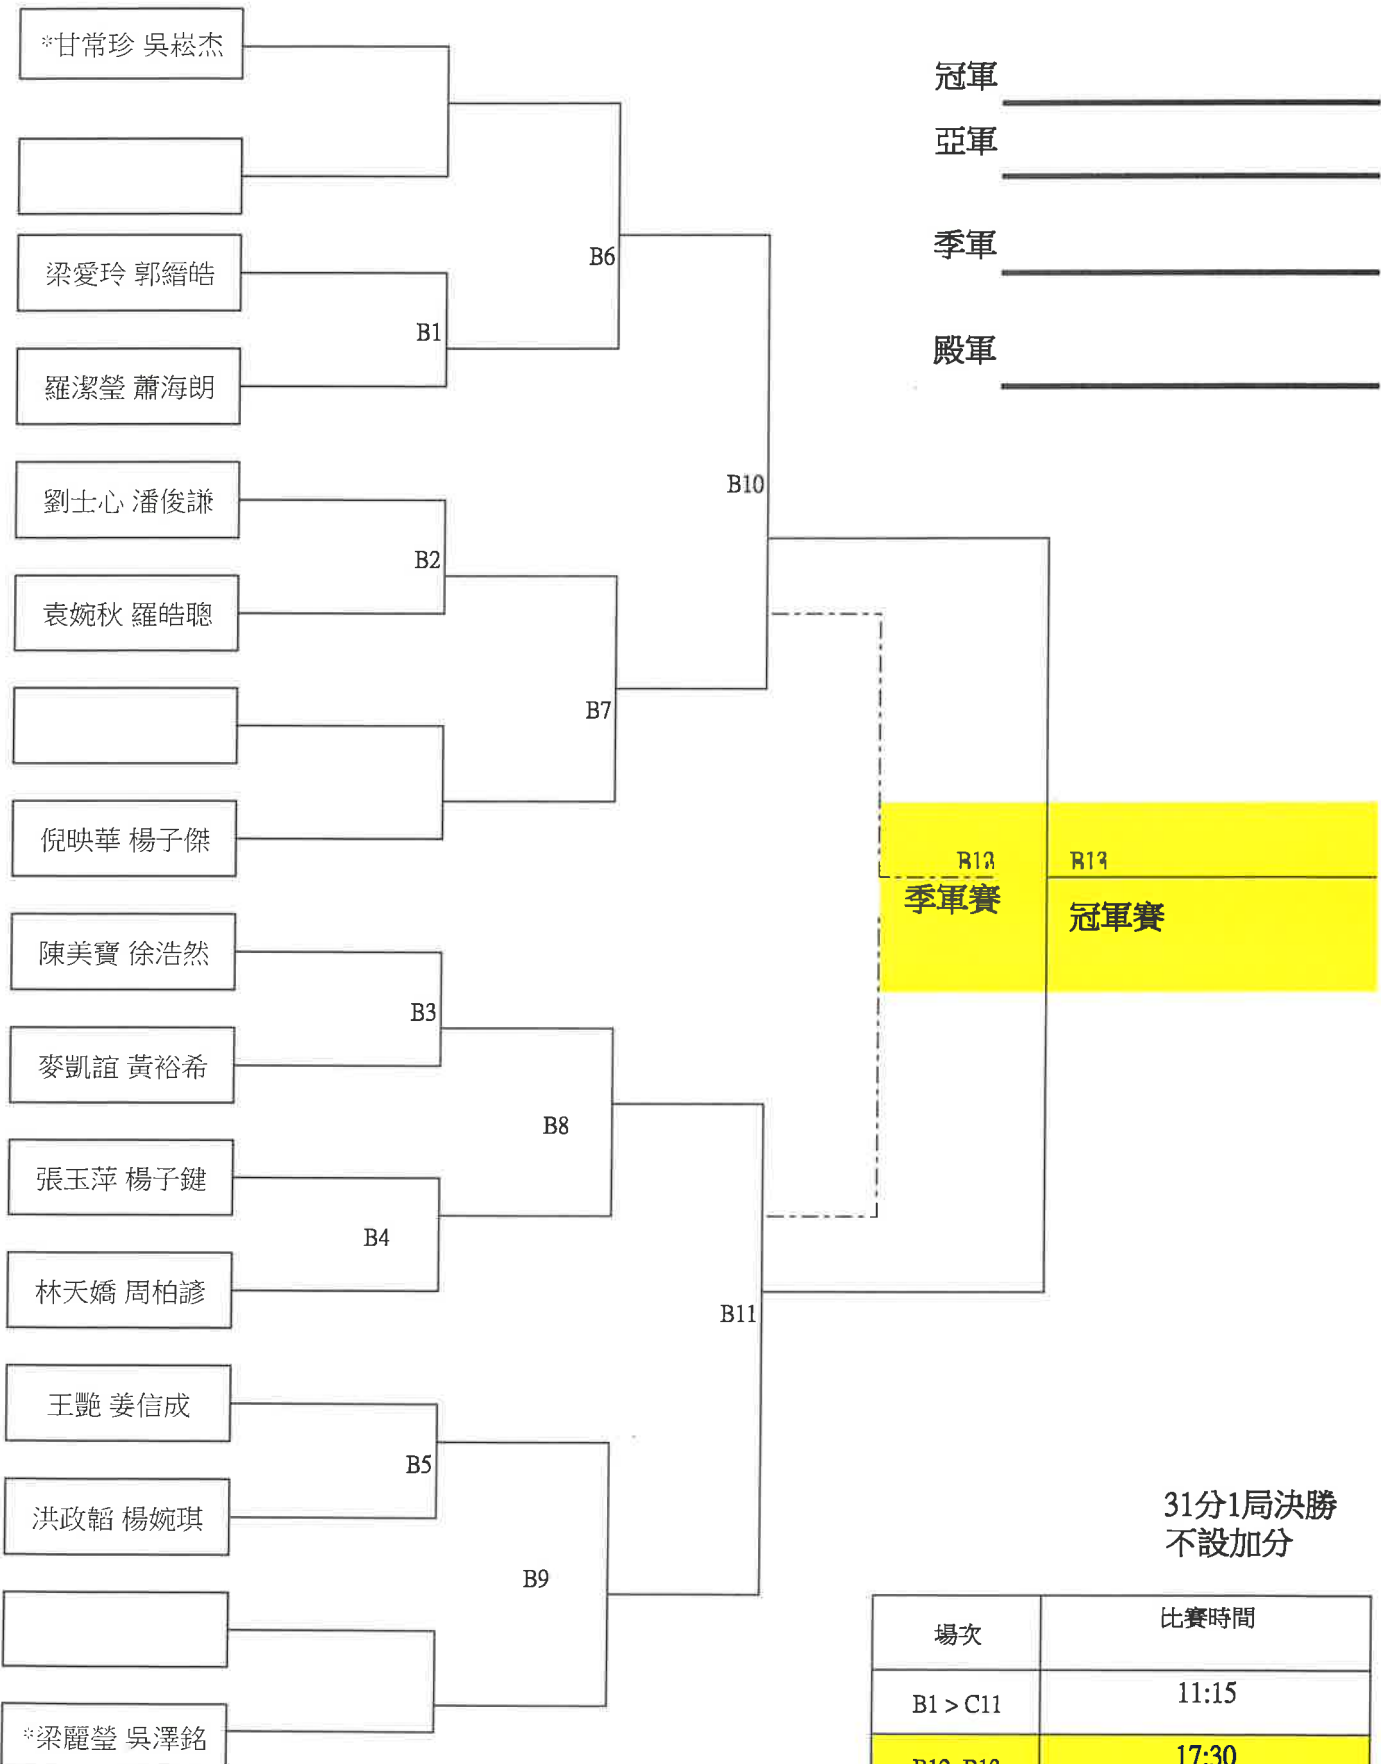 *甘常珍 吳崧杰
冠軍
亞軍
季軍
殿軍
B6
梁愛玲 郭縉皓
B1
羅潔瑩 蕭海朗
B10
劉士心 潘俊謙
B2
袁婉秋 羅皓聰
B7
倪映華 楊子傑
B12
B13
季軍賽
冠軍賽
陳美寶 徐浩然
B3
麥凱誼 黃裕希
B8
張玉萍 楊子鍵
B4
林天嬌 周柏諺
B11
王艷 姜信成
B5
洪政韜 楊婉琪
B9
31分1局決勝
不設加分
場次 比賽時間
B1 > C11 11:15
*梁麗瑩 吳澤銘
17:30